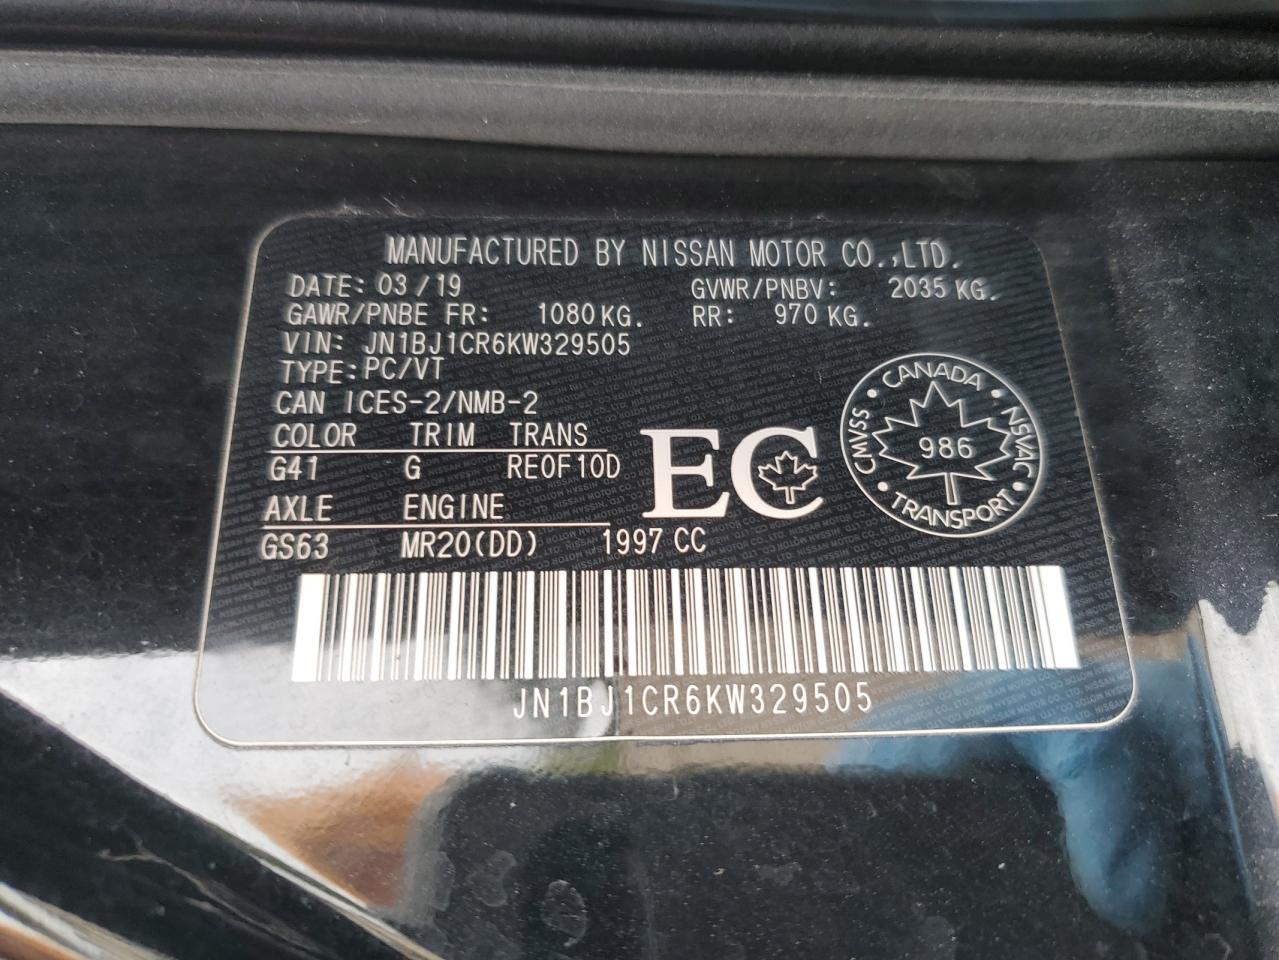 MANUFACTURED BY NISSAN MOTOR CO.,LTD.
DATE: 03/19 GVWR/PNBV: 2035 KG.
GAWR/PNBE FR: 1080 KG. RR: 970 KG.
VIN: JN1BJ1CR6KW329505
TYPE: PC/VT
CAN ICES-2/NMB-2
COLOR TRIM TRANS
G41 G RE0F10D
AXLE ENGINE
GS63 MR20(DD) 1997 CC
EC
CANADA
CMVSS 986 NSVAC
TRANSPORT
JN1BJ1CR6KW329505